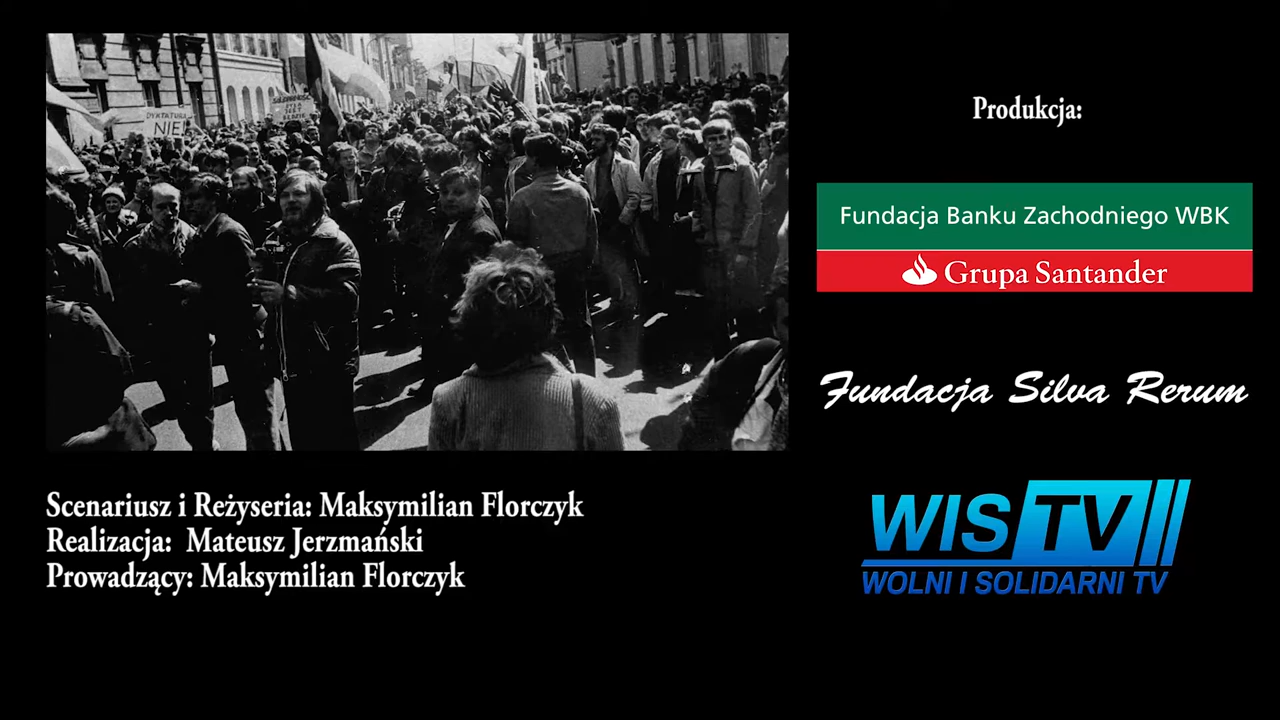 DYKTATURA
NIE!
Scenariusz i Reżyseria: Maksymilian Florczyk
Realizacja: Mateusz Jerzmański
Prowadzący: Maksymilian Florczyk
Produkcja:
Fundacja Banku Zachodniego WBK
Grupa Santander
Fundacja Silva Rerum
WIS TV
WOLNI I SOLIDARNI TV